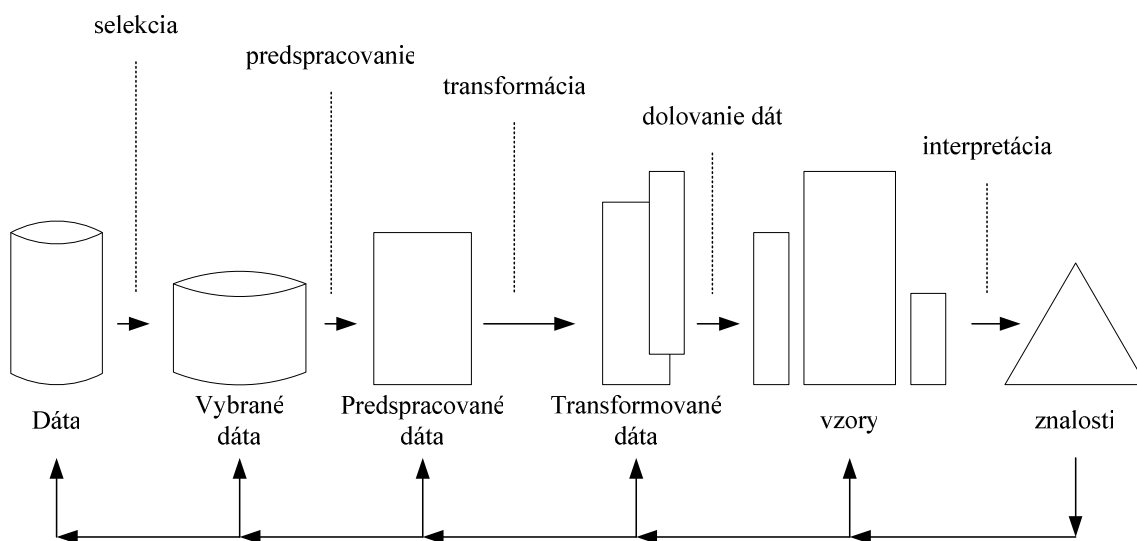 selekcia
predspracovanie
transformácia
dolovanie dát
interpretácia
Dáta
Vybrané
dáta
Predspracované
dáta
Transformované
dáta
vzory
znalosti